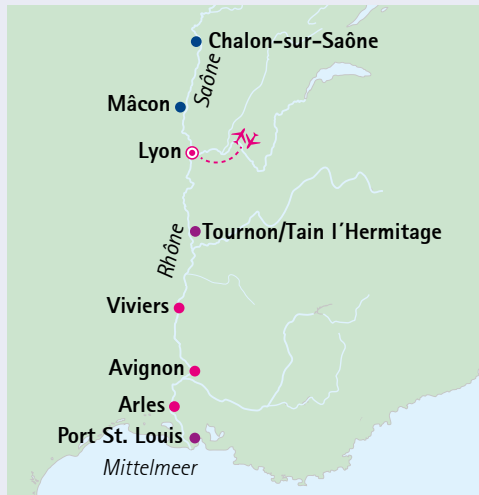 Chalon-sur-Saône
Saône
Mâcon
Lyon
Tournon/Tain l´Hermitage
Rhône
Viviers
Avignon
Arles
Port St. Louis
Mittelmeer